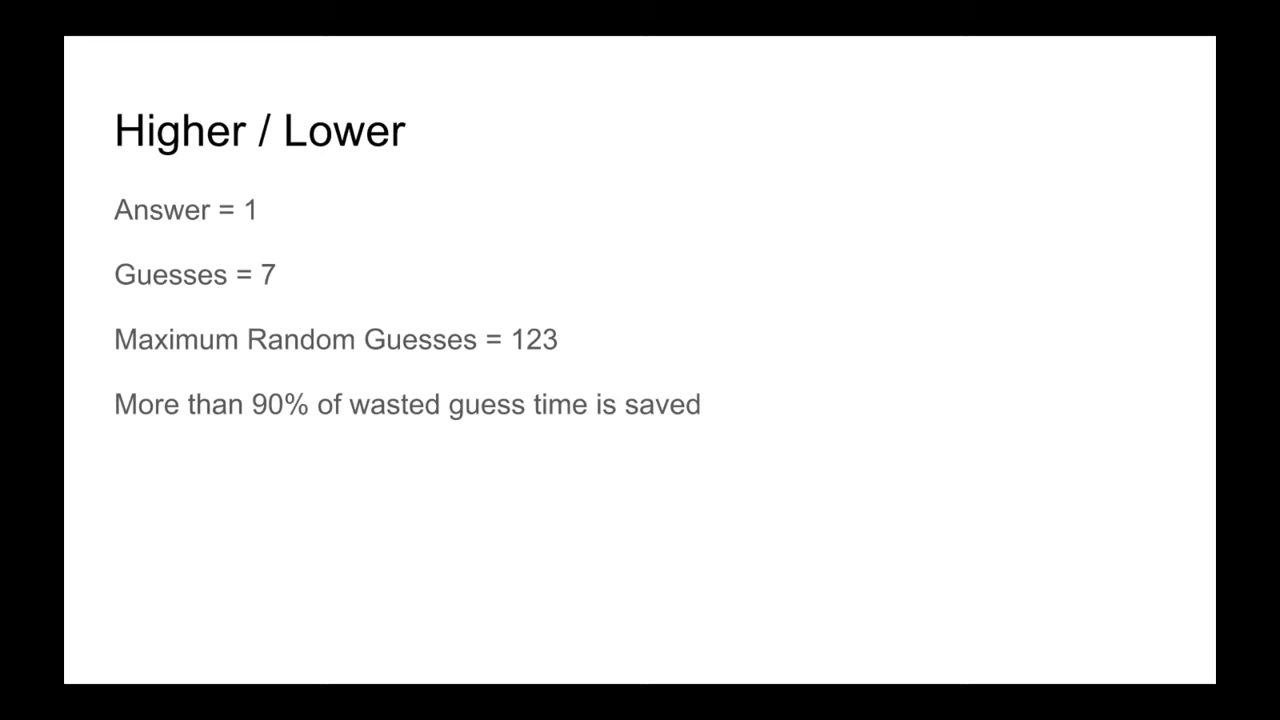 Higher / Lower
Answer = 1
Guesses = 7
Maximum Random Guesses = 123
More than 90% of wasted guess time is saved